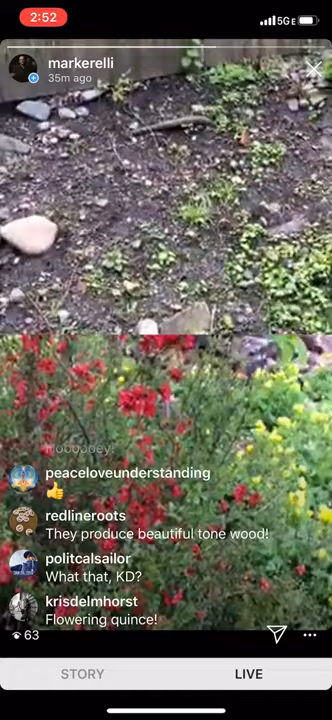 2:52
5GE
markerelli
35m ago
peaceloveunderstanding
👍
redlineroots
They produce beautiful tone wood!
politcalsailor
What that, KD?
krisdelmhorst
Flowering quince!
63
STORY
LIVE